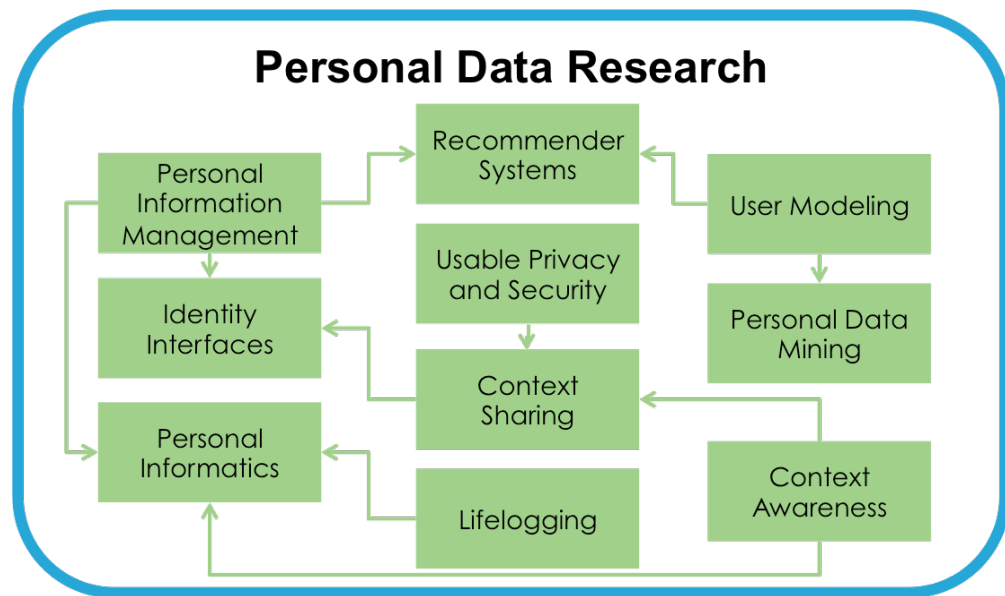 Personal Data Research
Recommender
Systems
Personal
Information
Management
User Modeling
Usable Privacy
and Security
Identity
Interfaces
Personal Data
Mining
Context
Sharing
Personal
Informatics
Context
Awareness
Lifelogging